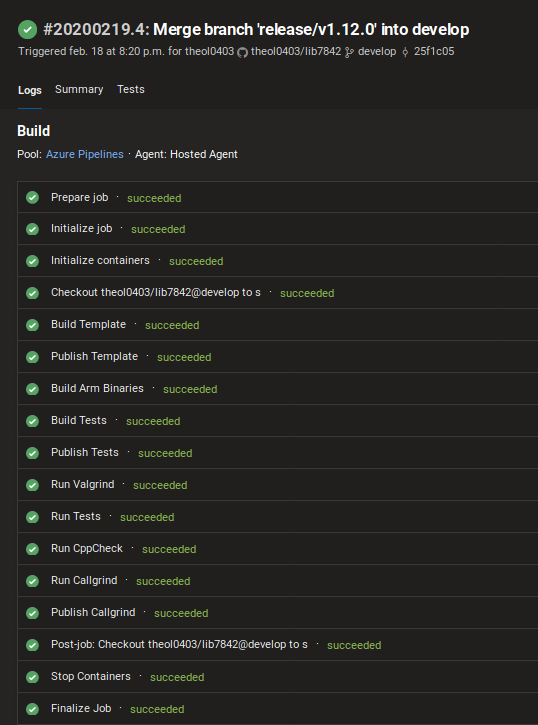 #20200219.4: Merge branch 'release/v1.12.0' into develop
Triggered feb. 18 at 8:20 p.m. for theol0403 theol0403/lib7842 develop 25f1c05
Logs Summary Tests
Build
Pool: Azure Pipelines · Agent: Hosted Agent
Prepare job · succeeded
Initialize job · succeeded
Initialize containers · succeeded
Checkout theol0403/lib7842@develop to s · succeeded
Build Template · succeeded
Publish Template · succeeded
Build Arm Binaries · succeeded
Build Tests · succeeded
Publish Tests · succeeded
Run Valgrind · succeeded
Run Tests · succeeded
Run CppCheck · succeeded
Run Callgrind · succeeded
Publish Callgrind · succeeded
Post-job: Checkout theol0403/lib7842@develop to s · succeeded
Stop Containers · succeeded
Finalize Job · succeeded